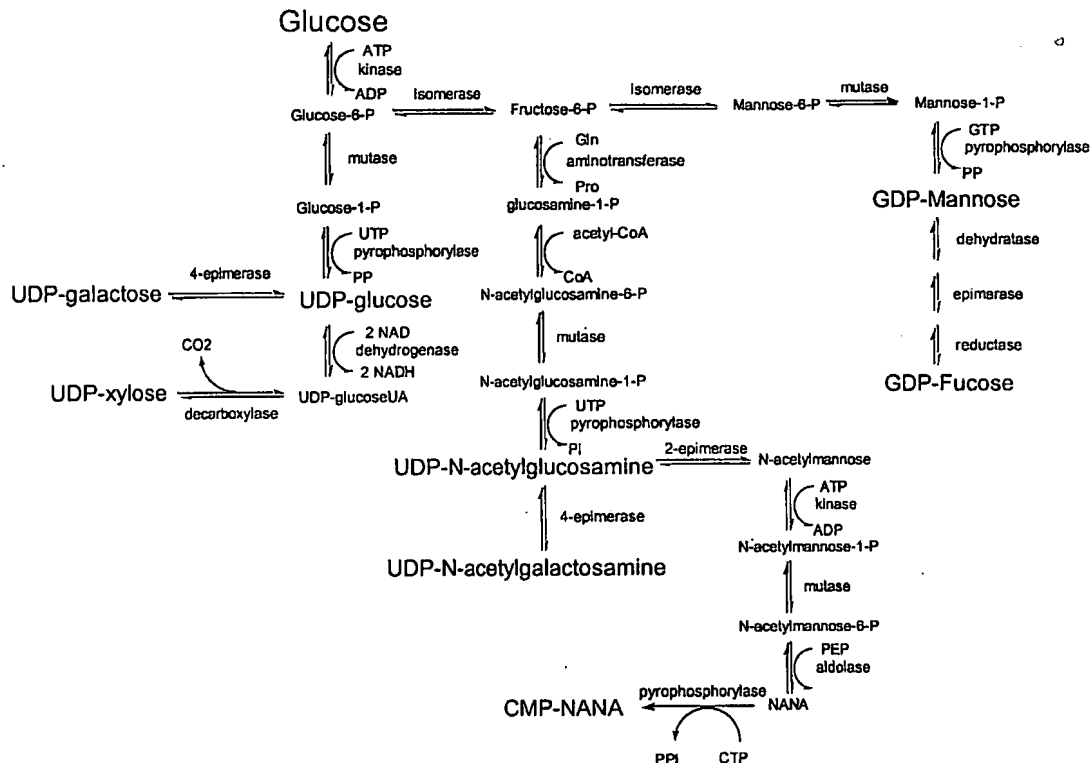 Glucose
ATP
kinase
ADP
Glucose-6-P
Isomerase
Fructose-6-P
Isomerase
Mannose-6-P
mutase
Mannose-1-P
mutase
Gln
aminotransferase
Pro
GTP
pyrophosphorylase
PP
Glucose-1-P
glucosamine-1-P
GDP-Mannose
UTP
pyrophosphorylase
PP
acetyl-CoA
CoA
dehydratase
4-epimerase
UDP-galactose
UDP-glucose
N-acetylglucosamine-6-P
epimerase
2 NAD
dehydrogenase
2 NADH
mutase
reductase
CO2
UDP-xylose
decarboxylase
UDP-glucoseUA
N-acetylglucosamine-1-P
GDP-Fucose
UTP
pyrophosphorylase
Pi
UDP-N-acetylglucosamine
2-epimerase
N-acetylmannose
4-epimerase
ATP
kinase
ADP
UDP-N-acetylgalactosamine
N-acetylmannose-1-P
mutase
N-acetylmannose-6-P
PEP
aldolase
CMP-NANA
pyrophosphorylase
NANA
PPi
CTP